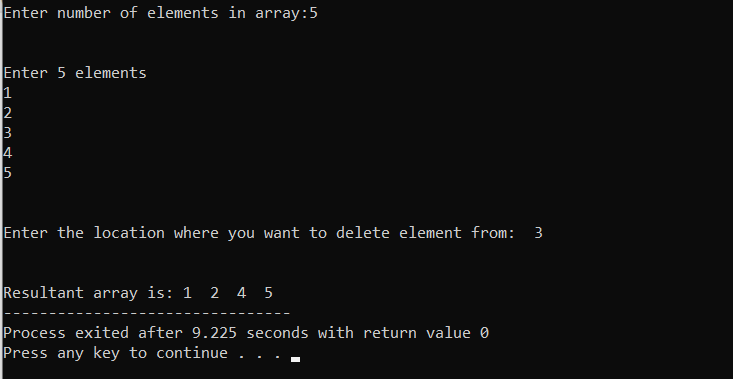 Enter number of elements in array:5
Enter 5 elements
1
2
3
4
5
Enter the location where you want to delete element from:  3
Resultant array is: 1  2  4  5
--------------------------------
Process exited after 9.225 seconds with return value 0
Press any key to continue . . .